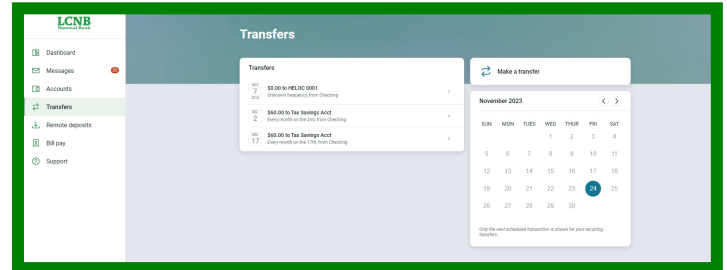 LCNB
National Bank
Dashboard
Messages
Accounts
Transfers
Remote deposits
Bill pay
Support
Transfers
Transfers
NOV
7
$0.00 to HELOC 0001
Unknown frequency, from Checking
DEC
2
$60.00 to Tax Savings Acct
Every month on the 2nd, from Checking
DEC
17
$60.00 to Tax Savings Acct
Every month on the 17th, from Checking
Make a transfer
November 2023
SUN MON TUES WED THUR FRI SAT
1 2 3 4
5 6 7 8 9 10 11
12 13 14 15 16 17 18
19 20 21 22 23 24 25
26 27 28 29 30
Only the next scheduled transaction is shown for your recurring
transfers.